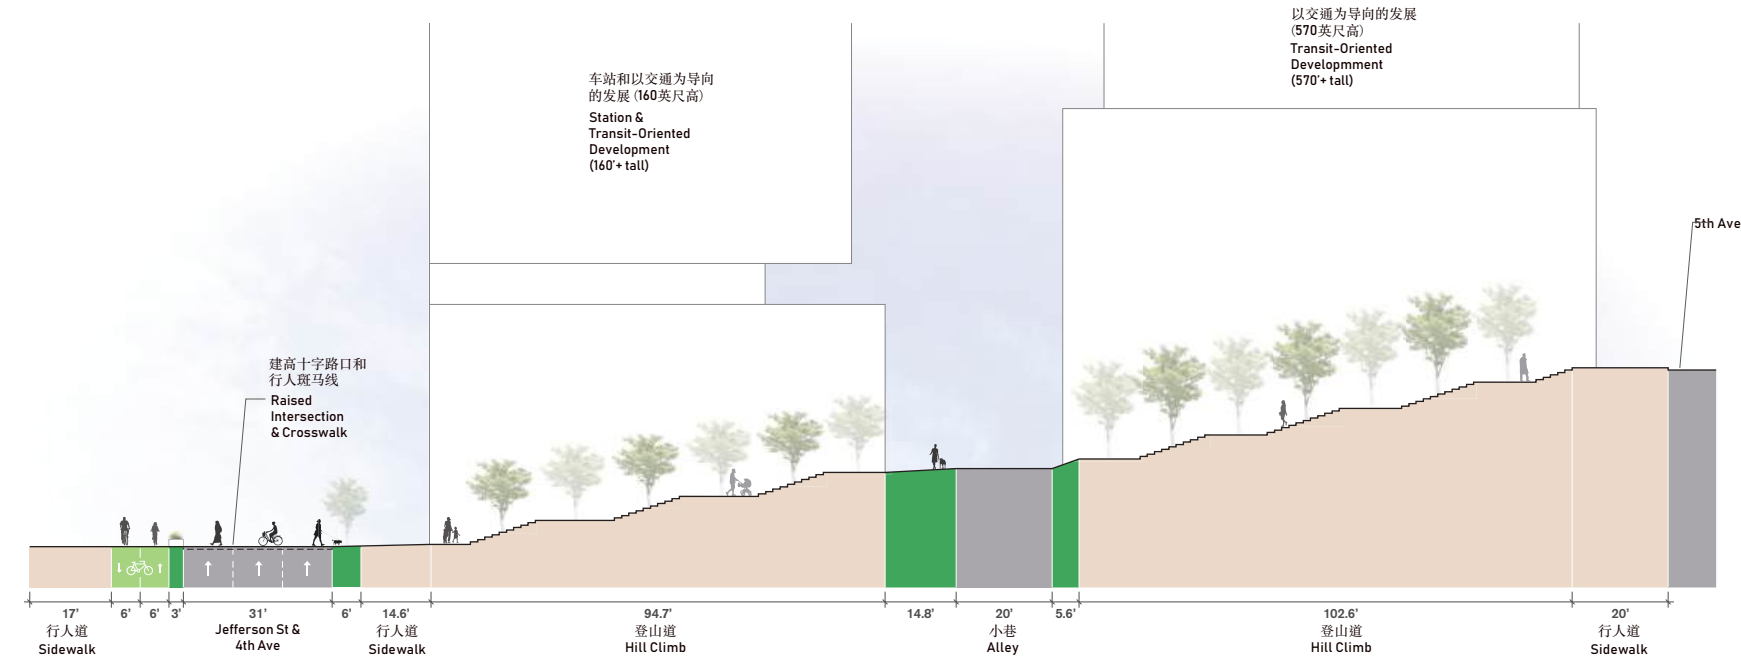 以交通为导向的发展
(570英尺高)
Transit-Oriented
Developmment
(570'+ tall)
车站和以交通为导向
的发展 (160英尺高)
Station &
Transit-Oriented
Development
(160'+ tall)
5th Ave
建高十字路口和
行人斑马线
Raised
Intersection
& Crosswalk
17'
行人道
Sidewalk
6'
6'
3'
31'
Jefferson St &
4th Ave
6'
14.6'
行人道
Sidewalk
94.7'
登山道
Hill Climb
14.8'
20'
小巷
Alley
5.6'
102.6'
登山道
Hill Climb
20'
行人道
Sidewalk